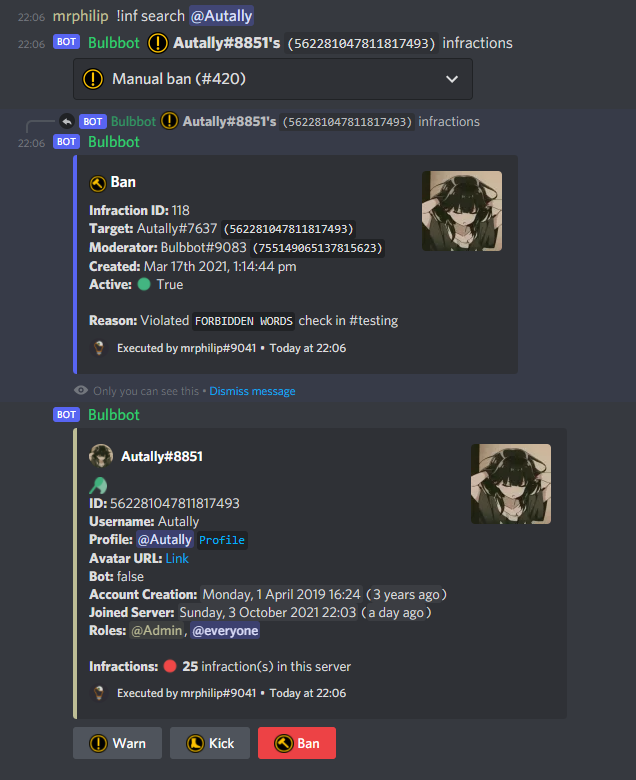 22:06 mrphilip !inf search @Autally
22:06 BOT Bulbbot Autally#8851's (562281047811817493) infractions
Manual ban (#420)
BOT Bulbbot Autally#8851's (562281047811817493) infractions
22:06 BOT Bulbbot
Ban
Infraction ID: 118
Target: Autally#7637 (562281047811817493)
Moderator: Bulbbot#9083 (755149065137815623)
Created: Mar 17th 2021, 1:14:44 pm
Active: True
Reason: Violated FORBIDDEN WORDS check in #testing
Executed by mrphilip#9041 • Today at 22:06
Only you can see this • Dismiss message
BOT Bulbbot
Autally#8851
ID: 562281047811817493
Username: Autally
Profile: @Autally Profile
Avatar URL: Link
Bot: false
Account Creation: Monday, 1 April 2019 16:24 (3 years ago)
Joined Server: Sunday, 3 October 2021 22:03 (a day ago)
Roles: @Admin, @everyone
Infractions: 25 infraction(s) in this server
Executed by mrphilip#9041 • Today at 22:06
Warn Kick Ban